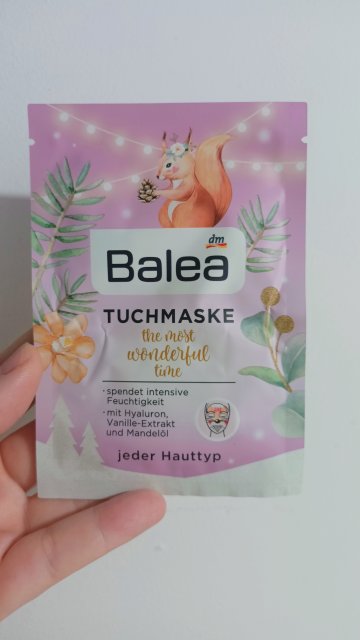 dm
Balea
TUCHMASKE
the most
wonderful
time
· spendet intensive
Feuchtigkeit
· mit Hyaluron,
Vanille-Extrakt
und Mandelöl
jeder Hauttyp